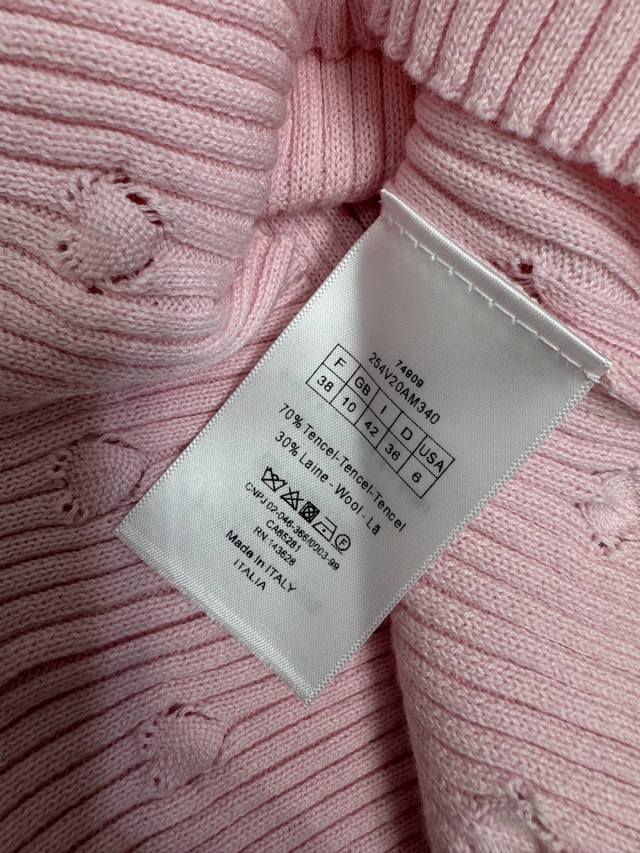 74909
254V20AM340
F GB I D USA
38 10 42 36 6
70% Tencel-Tencel-Tencel
30% Laine - Wool - Lã
CNPJ 02-046-366/0003-99
CA85281
RN 143628
Made in ITALY
ITALIA